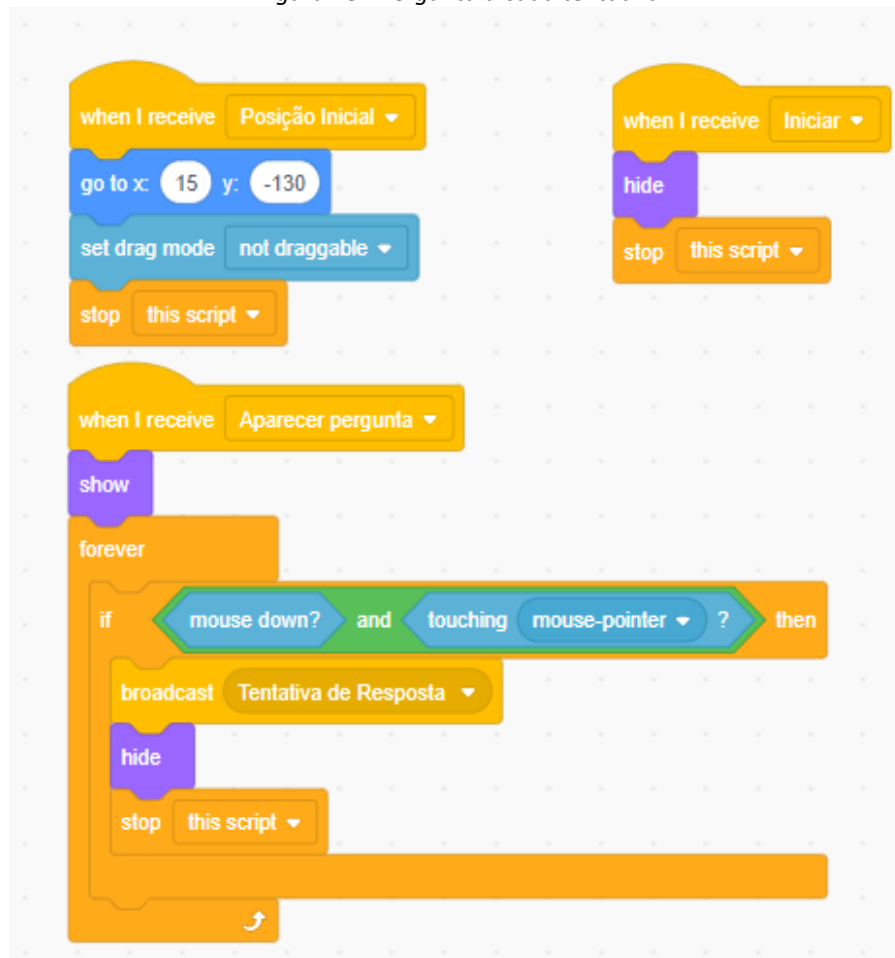 when I receive Posição Inicial
go to x: 15 y: -130
set drag mode not draggable
stop this script
when I receive Iniciar
hide
stop this script
when I receive Aparecer pergunta
show
forever
if mouse down? and touching mouse-pointer ? then
broadcast Tentativa de Resposta
hide
stop this script